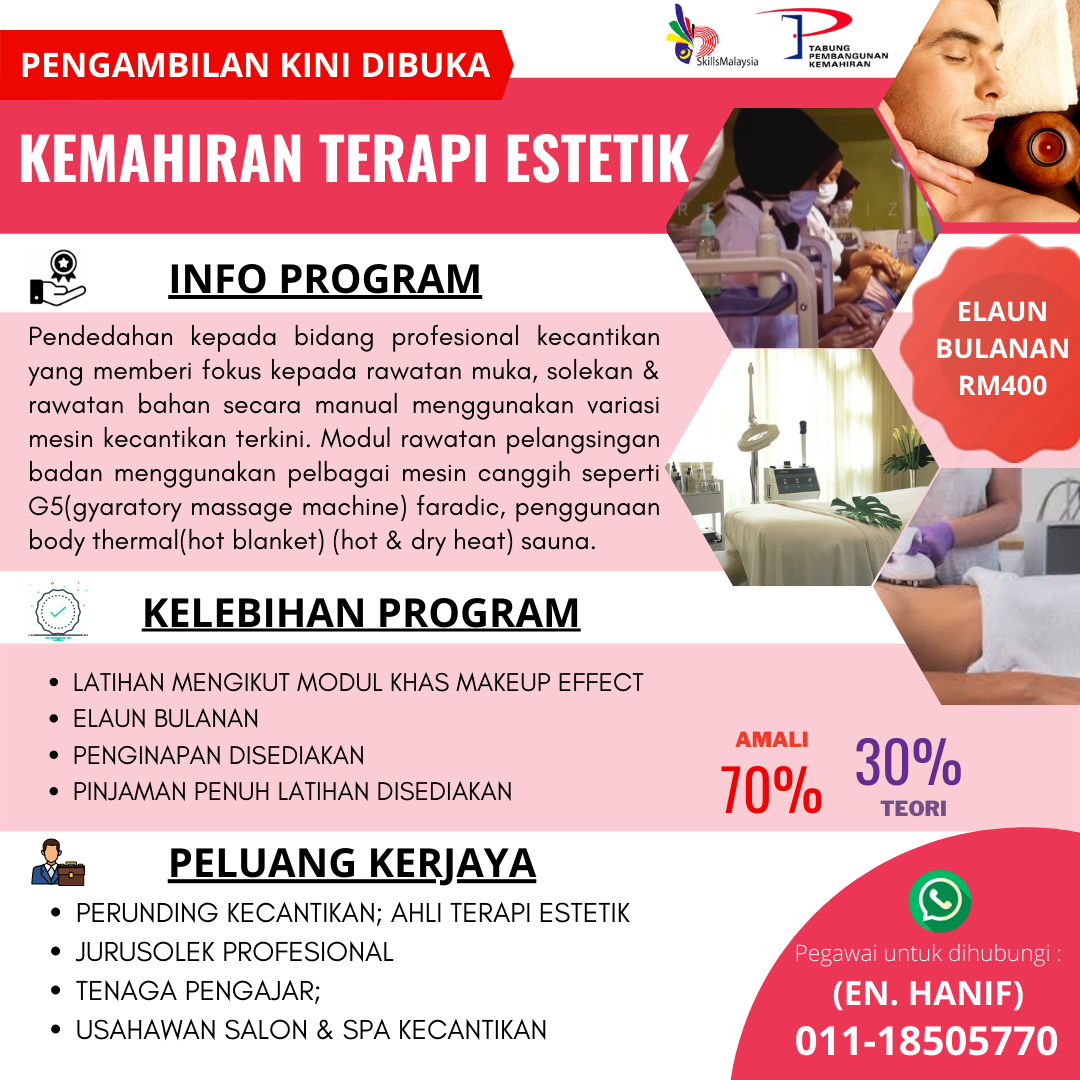 SkillsMalaysia
TABUNG
PEMBANGUNAN
KEMAHIRAN
PENGAMBILAN KINI DIBUKA
KEMAHIRAN TERAPI ESTETIK
INFO PROGRAM
Pendedahan kepada bidang profesional kecantikan
yang memberi fokus kepada rawatan muka, solekan &
rawatan bahan secara manual menggunakan variasi
mesin kecantikan terkini. Modul rawatan pelangsingan
badan menggunakan pelbagai mesin canggih seperti
G5(gyaratory massage machine) faradic, penggunaan
body thermal(hot blanket) (hot & dry heat) sauna.
ELAUN
BULANAN
RM400
KELEBIHAN PROGRAM
• LATIHAN MENGIKUT MODUL KHAS MAKEUP EFFECT
• ELAUN BULANAN
• PENGINAPAN DISEDIAKAN
• PINJAMAN PENUH LATIHAN DISEDIAKAN
AMALI
70%
30%
TEORI
PELUANG KERJAYA
• PERUNDING KECANTIKAN; AHLI TERAPI ESTETIK
• JURUSOLEK PROFESIONAL
• TENAGA PENGAJAR;
• USAHAWAN SALON & SPA KECANTIKAN
Pegawai untuk dihubungi :
(EN. HANIF)
011-18505770